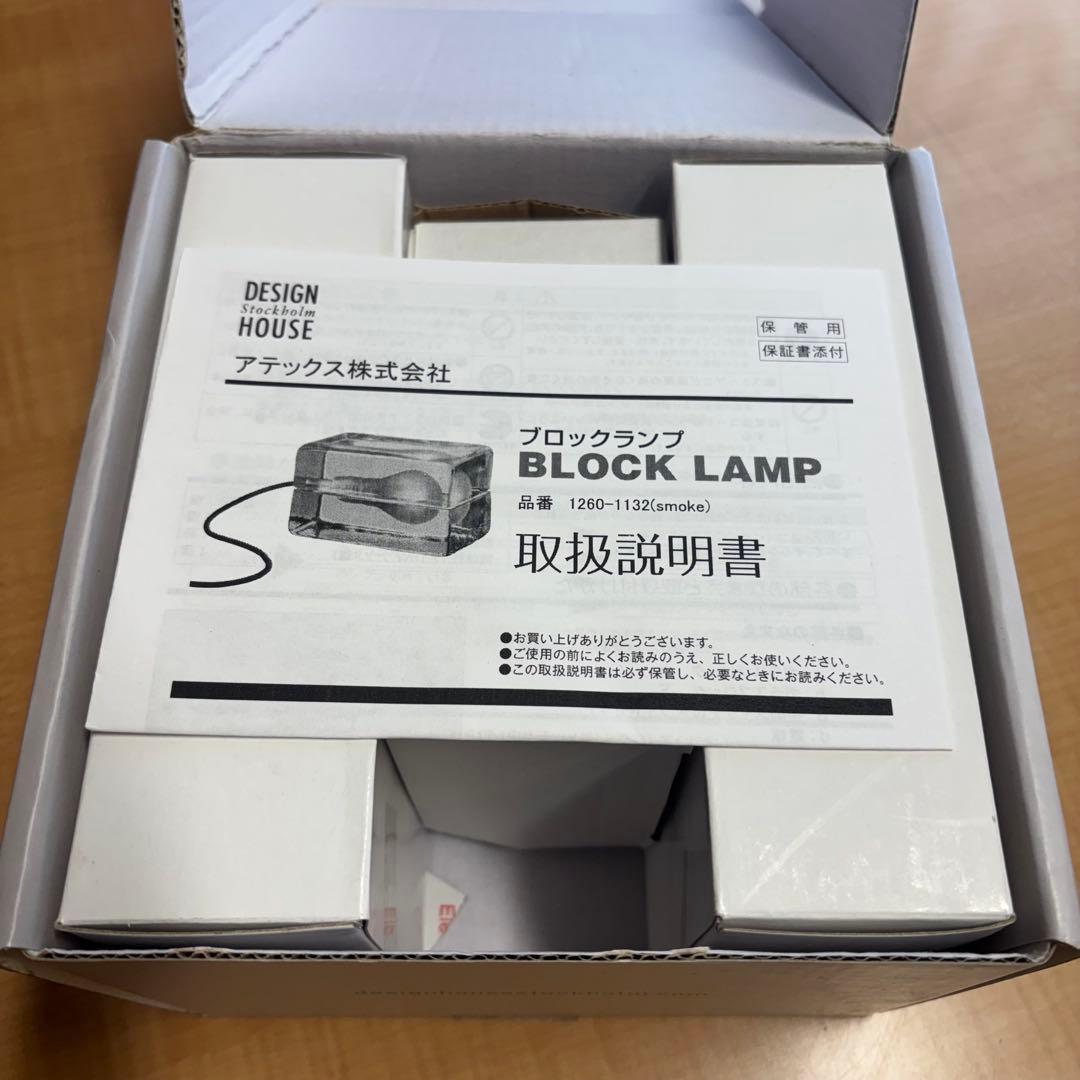 DESIGN
Stockholm
HOUSE
アテックス株式会社
保管用
保証書添付
ブロックランプ
BLOCK LAMP
品番 1260-1132(smoke)
取扱説明書
●お買い上げありがとうございます。
●ご使用の前によくお読みのうえ、正しくお使いください。
●この取扱説明書は必ず保管し、必要なときにお読みください。
Ele
Ele
designhousestockholm.com